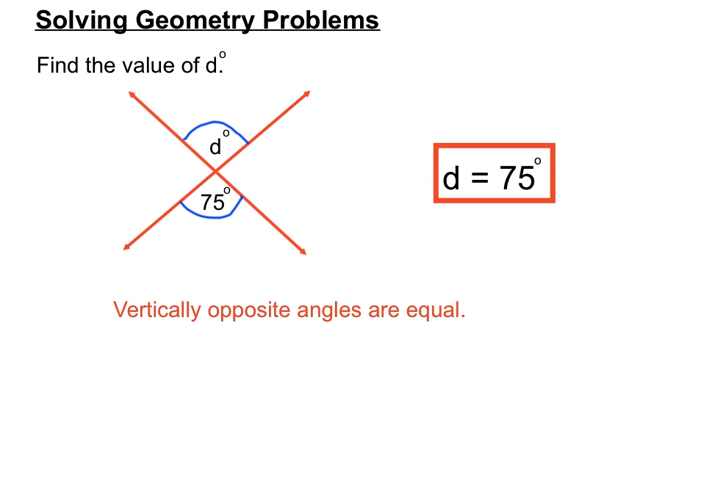 Solving Geometry Problems
Find the value of d.°
d°
75°
d = 75°
Vertically opposite angles are equal.